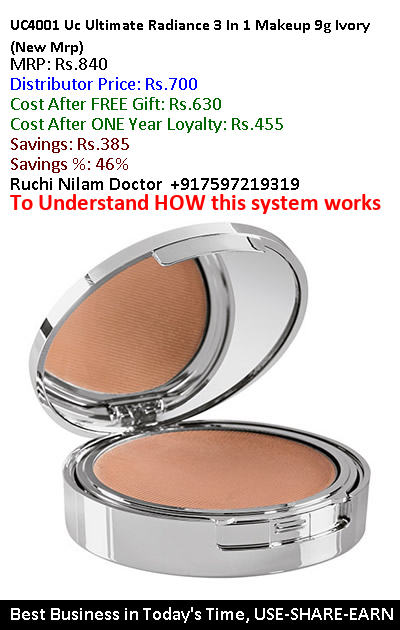 UC4001 Uc Ultimate Radiance 3 In 1 Makeup 9g Ivory
(New Mrp)
MRP: Rs.840
Distributor Price: Rs.700
Cost After FREE Gift: Rs.630
Cost After ONE Year Loyalty: Rs.455
Savings: Rs.385
Savings %: 46%
Ruchi Nilam Doctor +917597219319
To Understand HOW this system works
Best Business in Today's Time, USE-SHARE-EARN